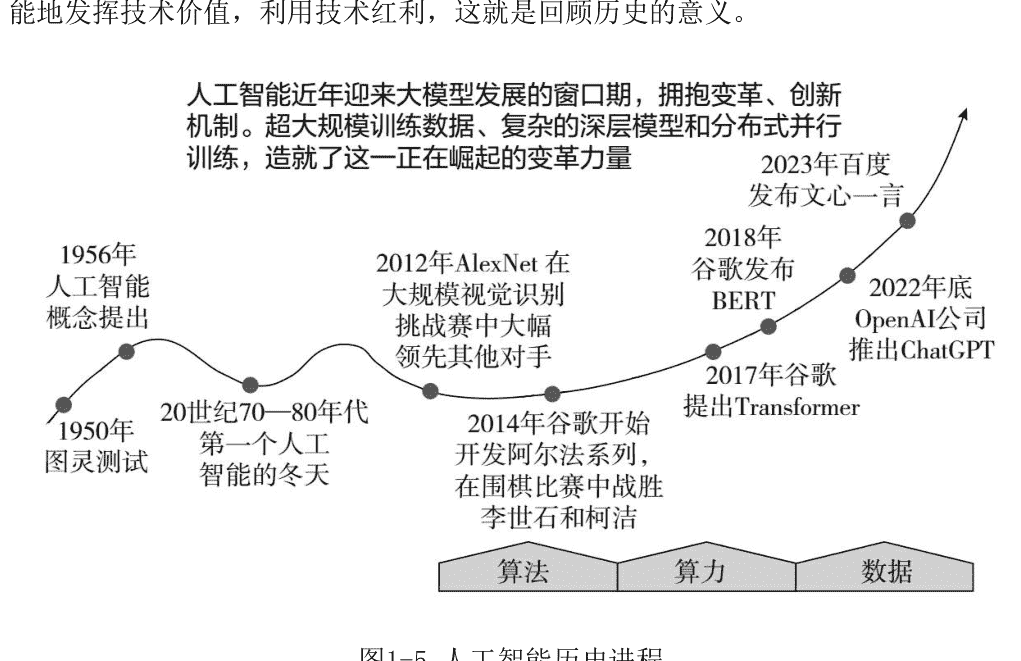 能地发挥技术价值，利用技术红利，这就是回顾历史的意义。
人工智能近年迎来大模型发展的窗口期，拥抱变革、创新
机制。超大规模训练数据、复杂的深层模型和分布式并行
训练，造就了这一正在崛起的变革力量
1950年
图灵测试
1956年
人工智能
概念提出
20世纪70—80年代
第一个人工
智能的冬天
2012年AlexNet 在
大规模视觉识别
挑战赛中大幅
领先其他对手
2014年谷歌开始
开发阿尔法系列，
在围棋比赛中战胜
李世石和柯洁
2017年谷歌
提出Transformer
2018年
谷歌发布
BERT
2022年底
OpenAI公司
推出ChatGPT
2023年百度
发布文心一言
算法
算力
数据
图1-5 人工智能历史进程